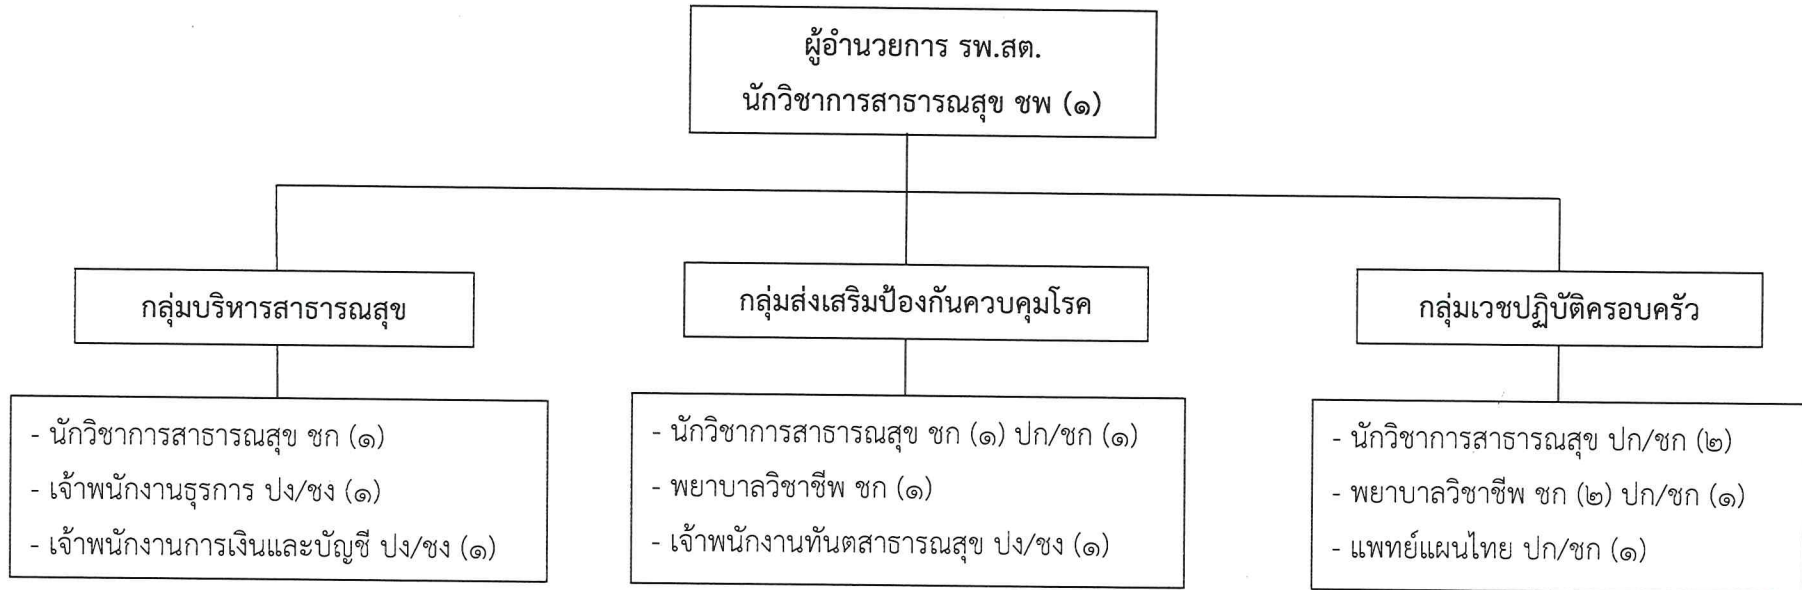 ผู้อำนวยการ รพ.สต.
นักวิชาการสาธารณสุข ชพ (๑)
กลุ่มบริหารสาธารณสุข
- นักวิชาการสาธารณสุข ชก (๑)
- เจ้าพนักงานธุรการ ปง/ชง (๑)
- เจ้าพนักงานการเงินและบัญชี ปง/ชง (๑)
กลุ่มส่งเสริมป้องกันควบคุมโรค
- นักวิชาการสาธารณสุข ชก (๑) ปก/ชก (๑)
- พยาบาลวิชาชีพ ชก (๑)
- เจ้าพนักงานทันตสาธารณสุข ปง/ชง (๑)
กลุ่มเวชปฏิบัติครอบครัว
- นักวิชาการสาธารณสุข ปก/ชก (๒)
- พยาบาลวิชาชีพ ชก (๒) ปก/ชก (๑)
- แพทย์แผนไทย ปก/ชก (๑)